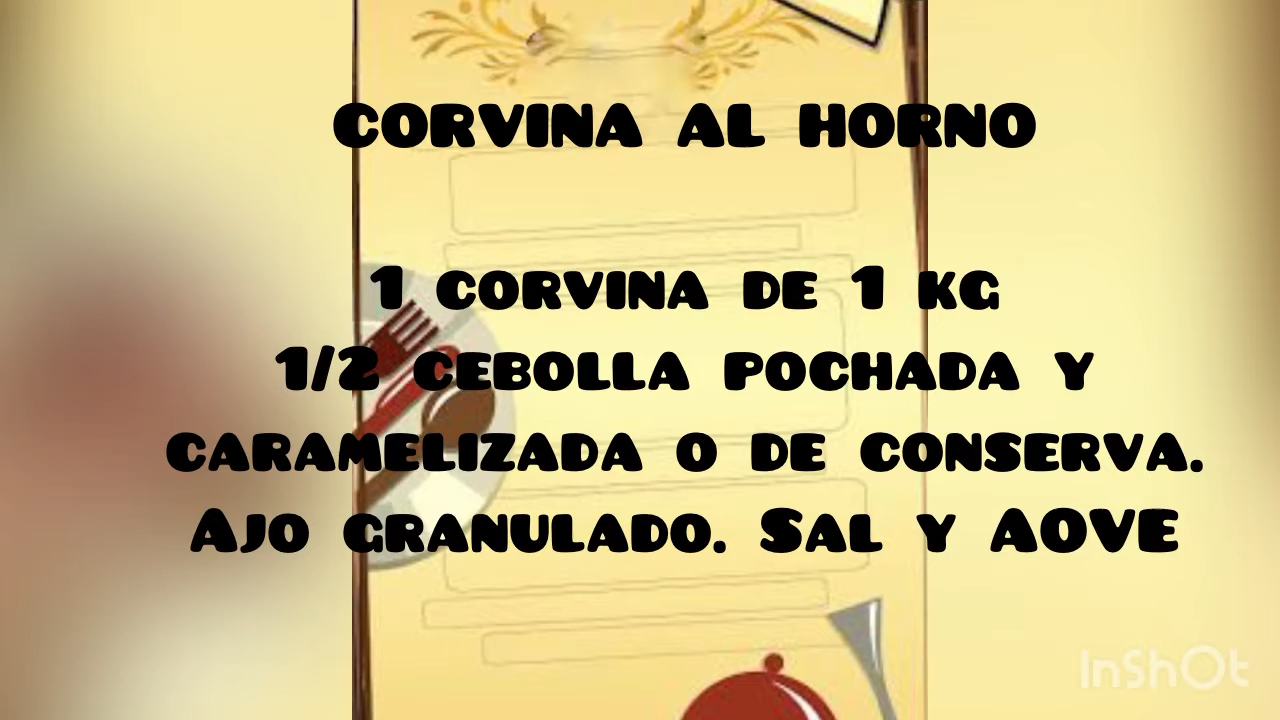 CORVINA AL HORNO
1 CORVINA DE 1 KG
1/2 CEBOLLA POCHADA Y
CARAMELIZADA O DE CONSERVA.
AJO GRANULADO. SAL Y AOVE
InShOt